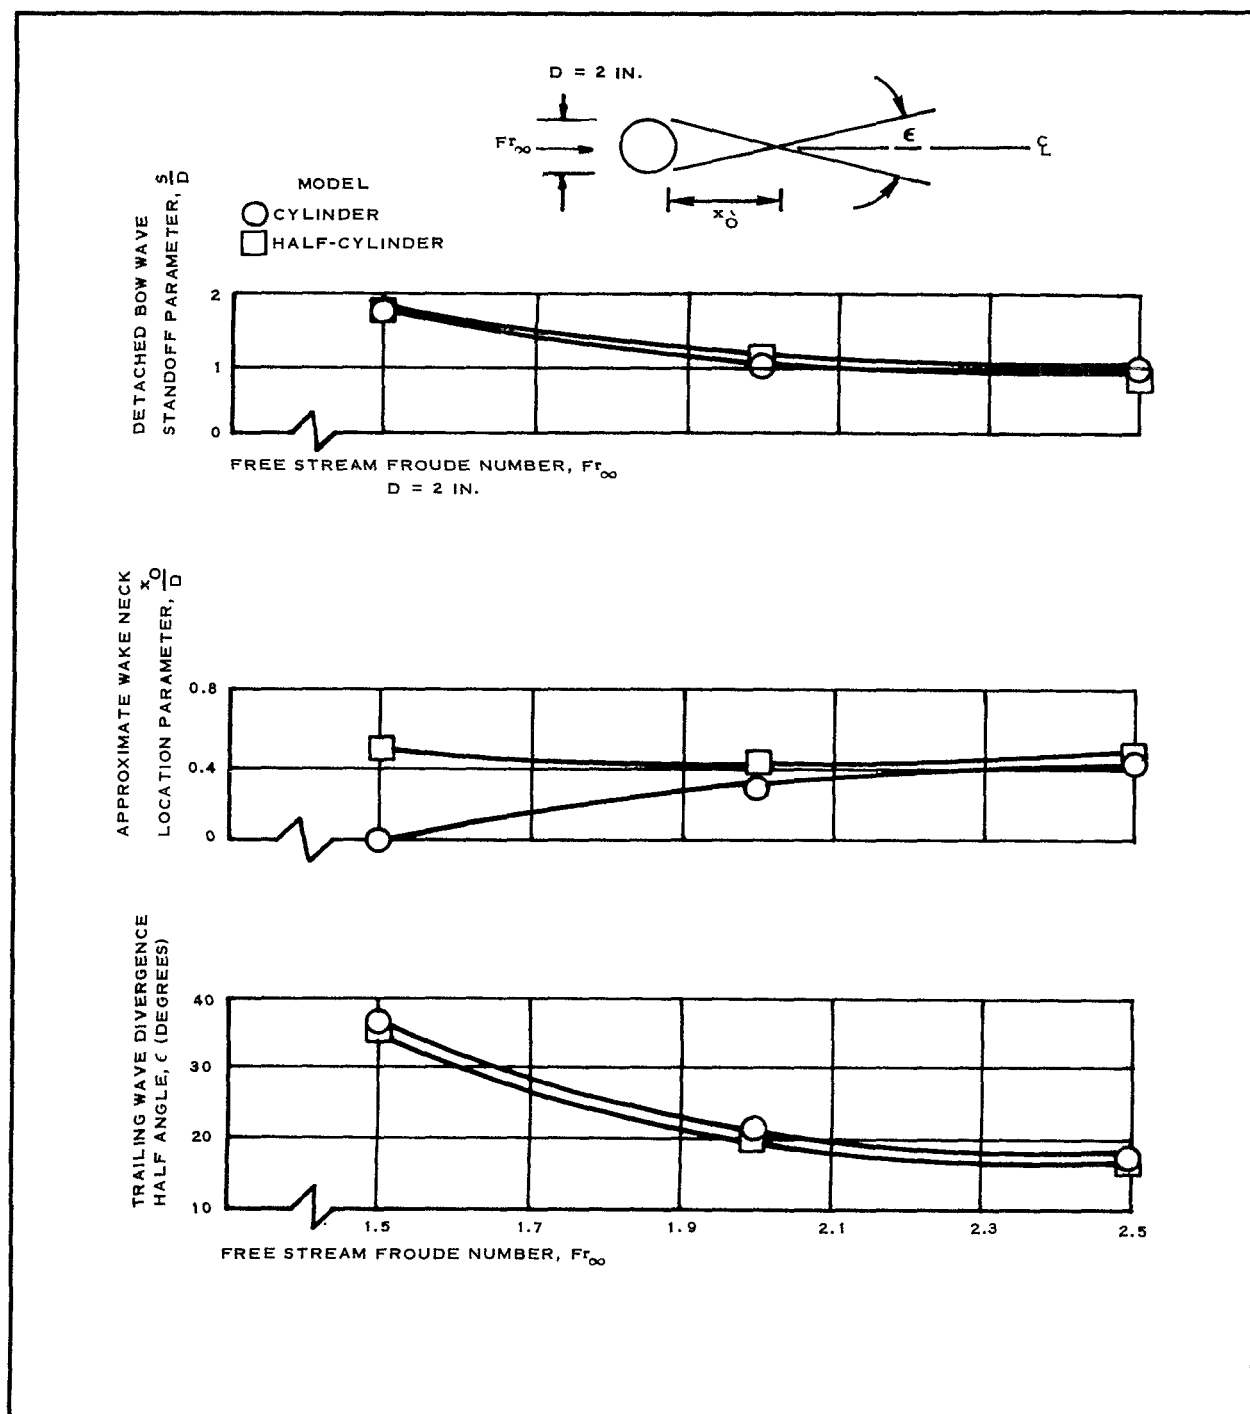 D = 2 IN.
Fr∞
ϵ
℄
x₀
MODEL
CYLINDER
HALF-CYLINDER
DETACHED BOW WAVE
STANDOFF PARAMETER, S/D
2
1
0
FREE STREAM FROUDE NUMBER, Fr∞
D = 2 IN.
APPROXIMATE WAKE NECK
LOCATION PARAMETER, x₀/D
0.8
0.4
0
TRAILING WAVE DIVERGENCE
HALF ANGLE, ϵ (DEGREES)
40
30
20
10
1.5 1.7 1.9 2.1 2.3 2.5
FREE STREAM FROUDE NUMBER, Fr∞